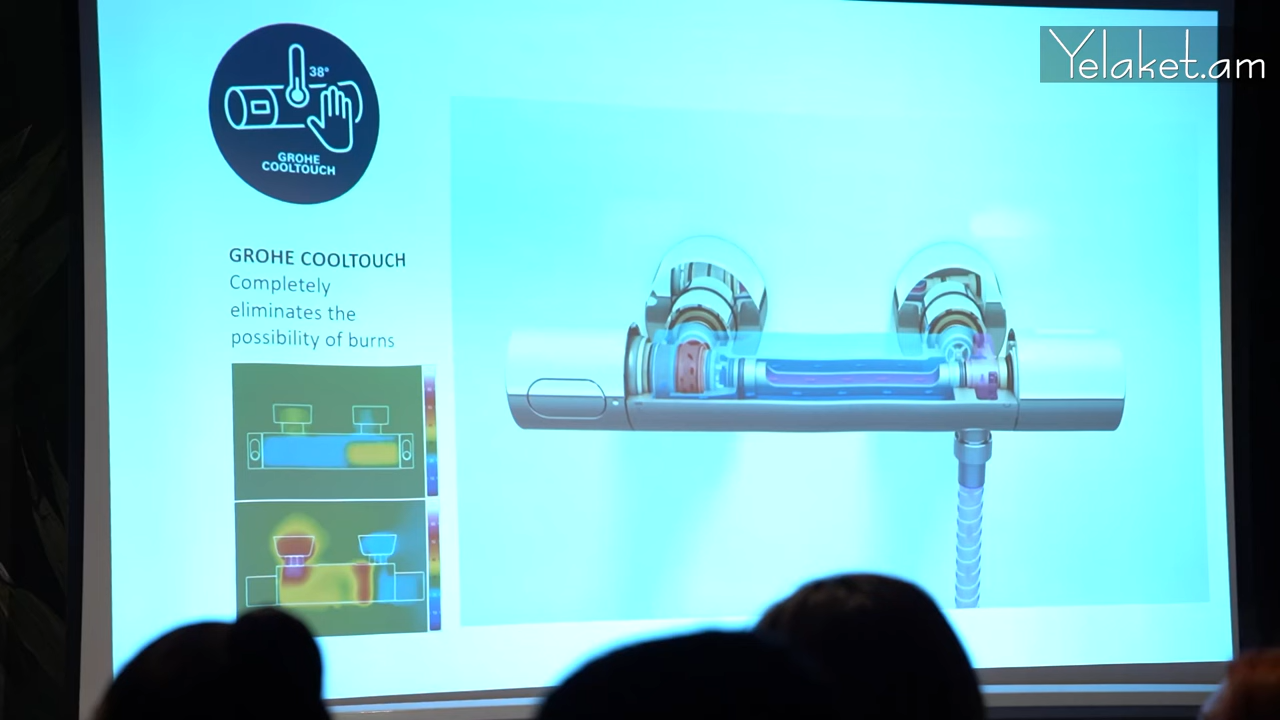 Yelaket.am
38°
GROHE
COOLTOUCH
GROHE COOLTOUCH
Completely
eliminates the
possibility of burns